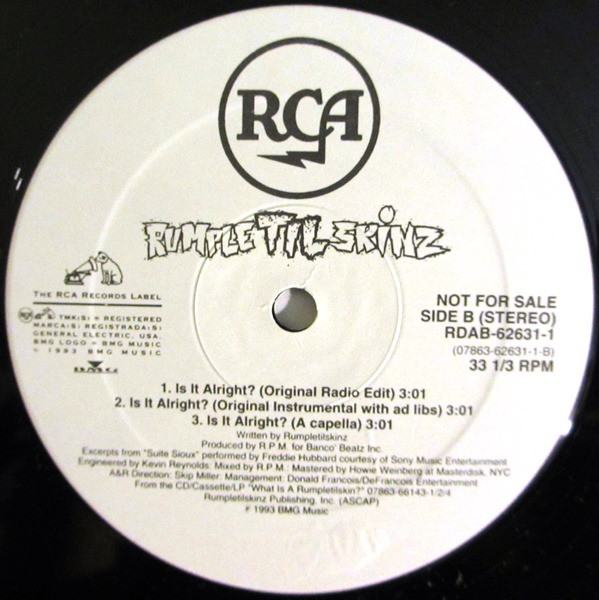 RCA
RUMPLETILSKINZ
THE RCA RECORDS LABEL
TMK(S) ® REGISTERED
MARCA(S) REGISTRADA(S)
GENERAL ELECTRIC, USA.
BMG LOGO ® BMG MUSIC
© 1993 BMG MUSIC
BMG
NOT FOR SALE
SIDE B (STEREO)
RDAB-62631-1
(07863-62631-1-B)
33 1/3 RPM
1. Is It Alright? (Original Radio Edit) 3:01
2. Is It Alright? (Original Instrumental with ad libs) 3:01
3. Is It Alright? (A capella) 3:01
Written by Rumpletilskinz
Produced by R.P.M. for Banco' Beatz Inc.
Excerpts from "Suite Sioux" performed by Freddie Hubbard courtesy of Sony Music Entertainment
Engineered by Kevin Reynolds: Mixed by R.P.M.: Mastered by Howie Weinberg at Masterdisk, NYC
A&R Direction: Skip Miller: Management: Donald Francois/DeFrancois Entertainment
From the CD/Cassette/LP "What Is A Rumpletilskin?" 07863-66143-1/2/4
Rumpletilskinz Publishing, Inc. (ASCAP)
℗ 1993 BMG Music